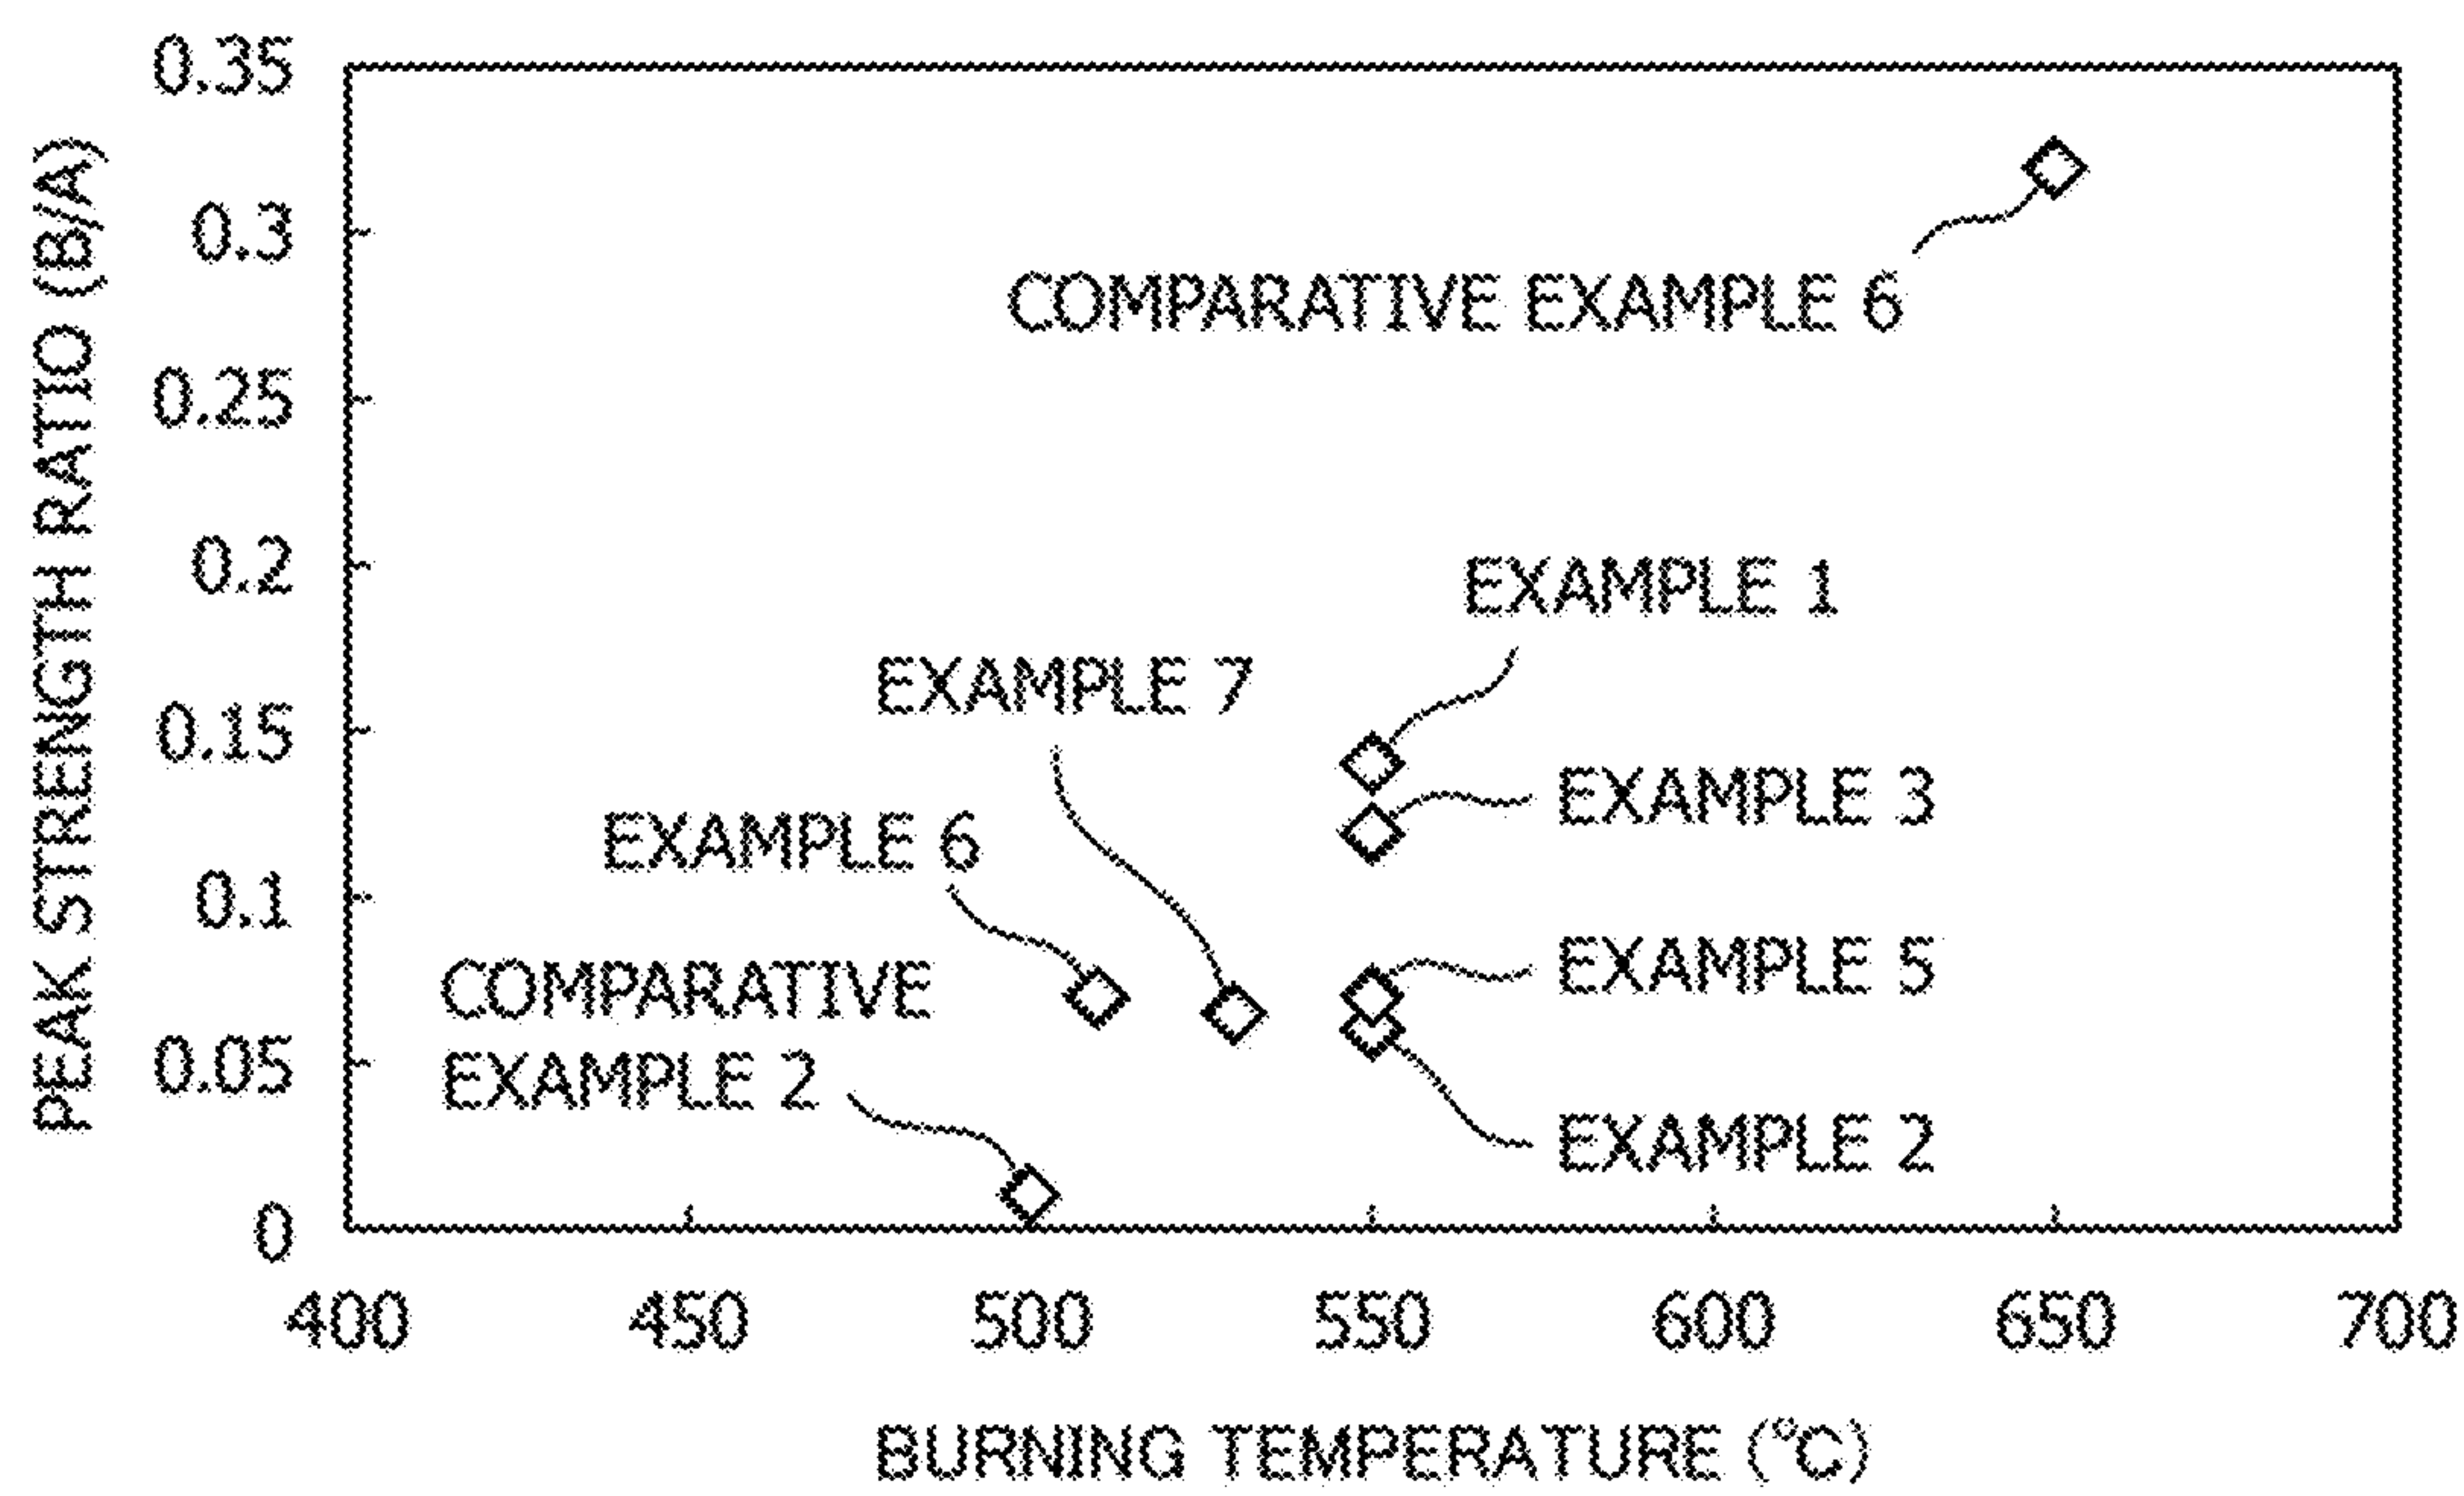 PEAK STRENGTH RATIO (B/A)
0.35
0.3
0.25
0.2
0.15
0.1
0.05
0
COMPARATIVE EXAMPLE 6
EXAMPLE 1
EXAMPLE 7
EXAMPLE 3
EXAMPLE 6
EXAMPLE 5
COMPARATIVE
EXAMPLE 2
EXAMPLE 2
400 450 500 550 600 650 700
BURNING TEMPERATURE (°C)